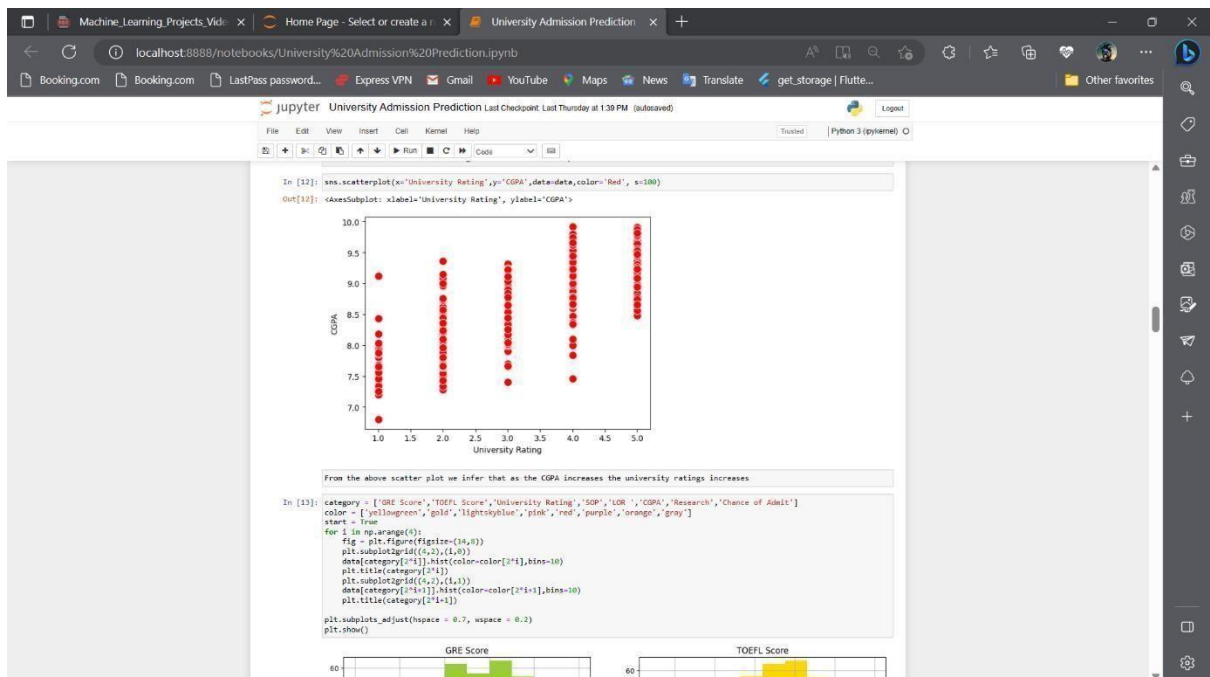 Machine_Learning_Projects_Vide
Home Page - Select or create a n
University Admission Prediction
localhost:8888/notebooks/University%20Admission%20Prediction.ipynb
Booking.com Booking.com LastPass password... Express VPN Gmail YouTube Maps News Translate get_storage | Flutte... Other favorites
jupyter University Admission Prediction Last Checkpoint: Last Thursday at 1:39 PM (autosaved) Logout
File Edit View Insert Cell Kernel Help Trusted Python 3 (ipykernel)
Run Code
In [12]: sns.scatterplot(x='University Rating',y='CGPA',data=data,color='Red', s=100)
Out[12]: <AxesSubplot: xlabel='University Rating', ylabel='CGPA'>
10.0
9.5
9.0
8.5
8.0
7.5
7.0
CGPA
1.0 1.5 2.0 2.5 3.0 3.5 4.0 4.5 5.0
University Rating
From the above scatter plot we infer that as the CGPA increases the university ratings increases
In [13]: category = ['GRE Score','TOEFL Score','University Rating','SOP','LOR ','CGPA','Research','Chance of Admit']
color = ['yellowgreen','gold','lightskyblue','pink','red','purple','orange','gray']
start = True
for i in np.arange(4):
fig = plt.figure(figsize=(14,8))
plt.subplot2grid((4,2),(i,0))
data[category[2*i]].hist(color=color[2*i],bins=10)
plt.title(category[2*i])
plt.subplot2grid((4,2),(i,1))
data[category[2*i+1]].hist(color=color[2*i+1],bins=10)
plt.title(category[2*i+1])
plt.subplots_adjust(hspace = 0.7, wspace = 0.2)
plt.show()
GRE Score TOEFL Score
60 60